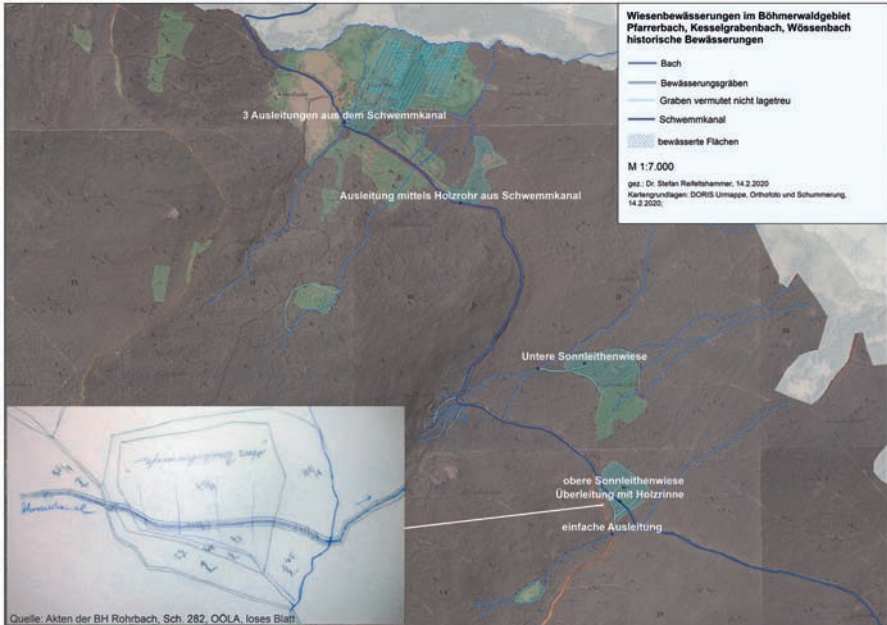 Wiesenbewässerungen im Böhmerwaldgebiet
Pfarrerbach, Kesselgrabenbach, Wössenbach
historische Bewässerungen
Bach
Bewässerungsgräben
Graben vermutet nicht lagetreu
Schwemmkanal
bewässerte Flächen
M 1:7.000
gez.: Dr. Stefan Reifeltshammer, 14.2.2020
Kartengrundlagen: DORIS Urmappe, Orthofoto und Schummerung,
14.2.2020;
3 Ausleitungen aus dem Schwemmkanal
Ausleitung mittels Holzrohr aus Schwemmkanal
Untere Sonnleithenwiese
obere Sonnleithenwiese
Überleitung mit Holzrinne
einfache Ausleitung
Quelle: Akten der BH Rohrbach, Sch. 282, OÖLA, loses Blatt